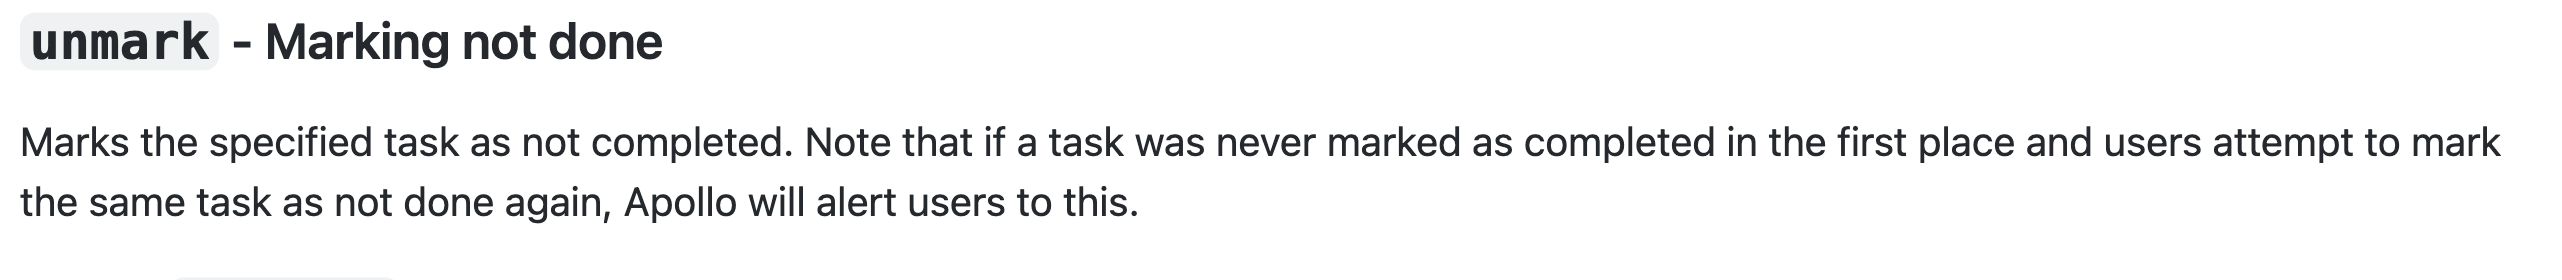 unmark - Marking not done
Marks the specified task as not completed. Note that if a task was never marked as completed in the first place and users attempt to mark
the same task as not done again, Apollo will alert users to this.